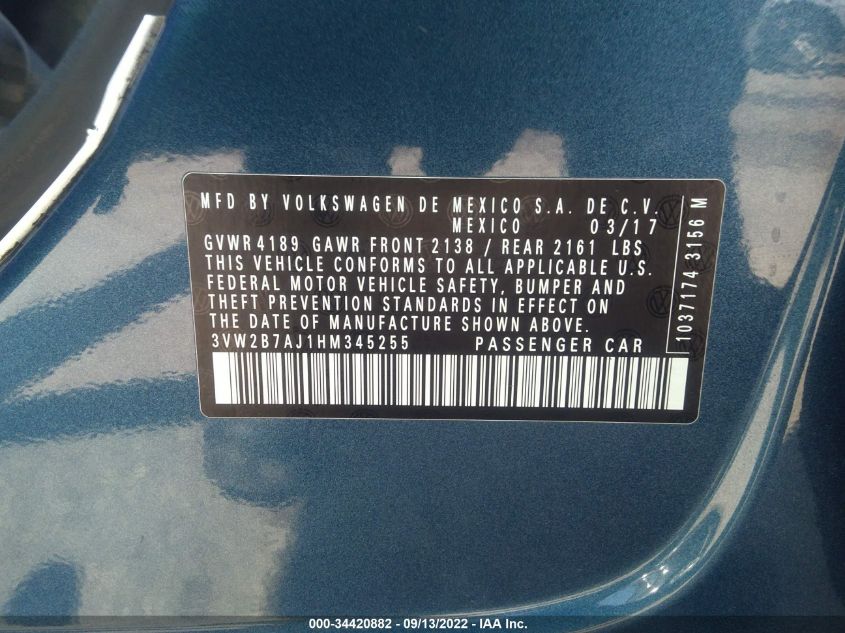 MFD BY VOLKSWAGEN DE MEXICO S.A. DE C.V.
MEXICO 03/17
GVWR 4189 GAWR FRONT 2138 / REAR 2161 LBS
THIS VEHICLE CONFORMS TO ALL APPLICABLE U.S.
FEDERAL MOTOR VEHICLE SAFETY, BUMPER AND
THEFT PREVENTION STANDARDS IN EFFECT ON
THE DATE OF MANUFACTURE SHOWN ABOVE.
3VW2B7AJ1HM345255 PASSENGER CAR
1037174 3156 M
000-34420882 - 09/13/2022 - IAA Inc.